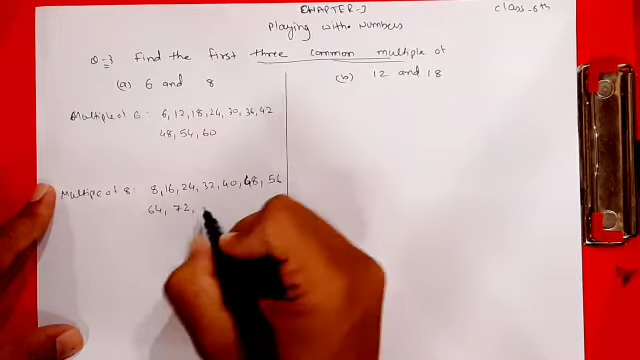 CHAPTER-3
Class-6th
Playing with Numbers
Q-3 Find the first three common multiple of
(a) 6 and 8
(b) 12 and 18
Multiple of 6: 6, 12, 18, 24, 30, 36, 42
48, 54, 60
Multiple of 8: 8, 16, 24, 32, 40, 48, 56
64, 72,